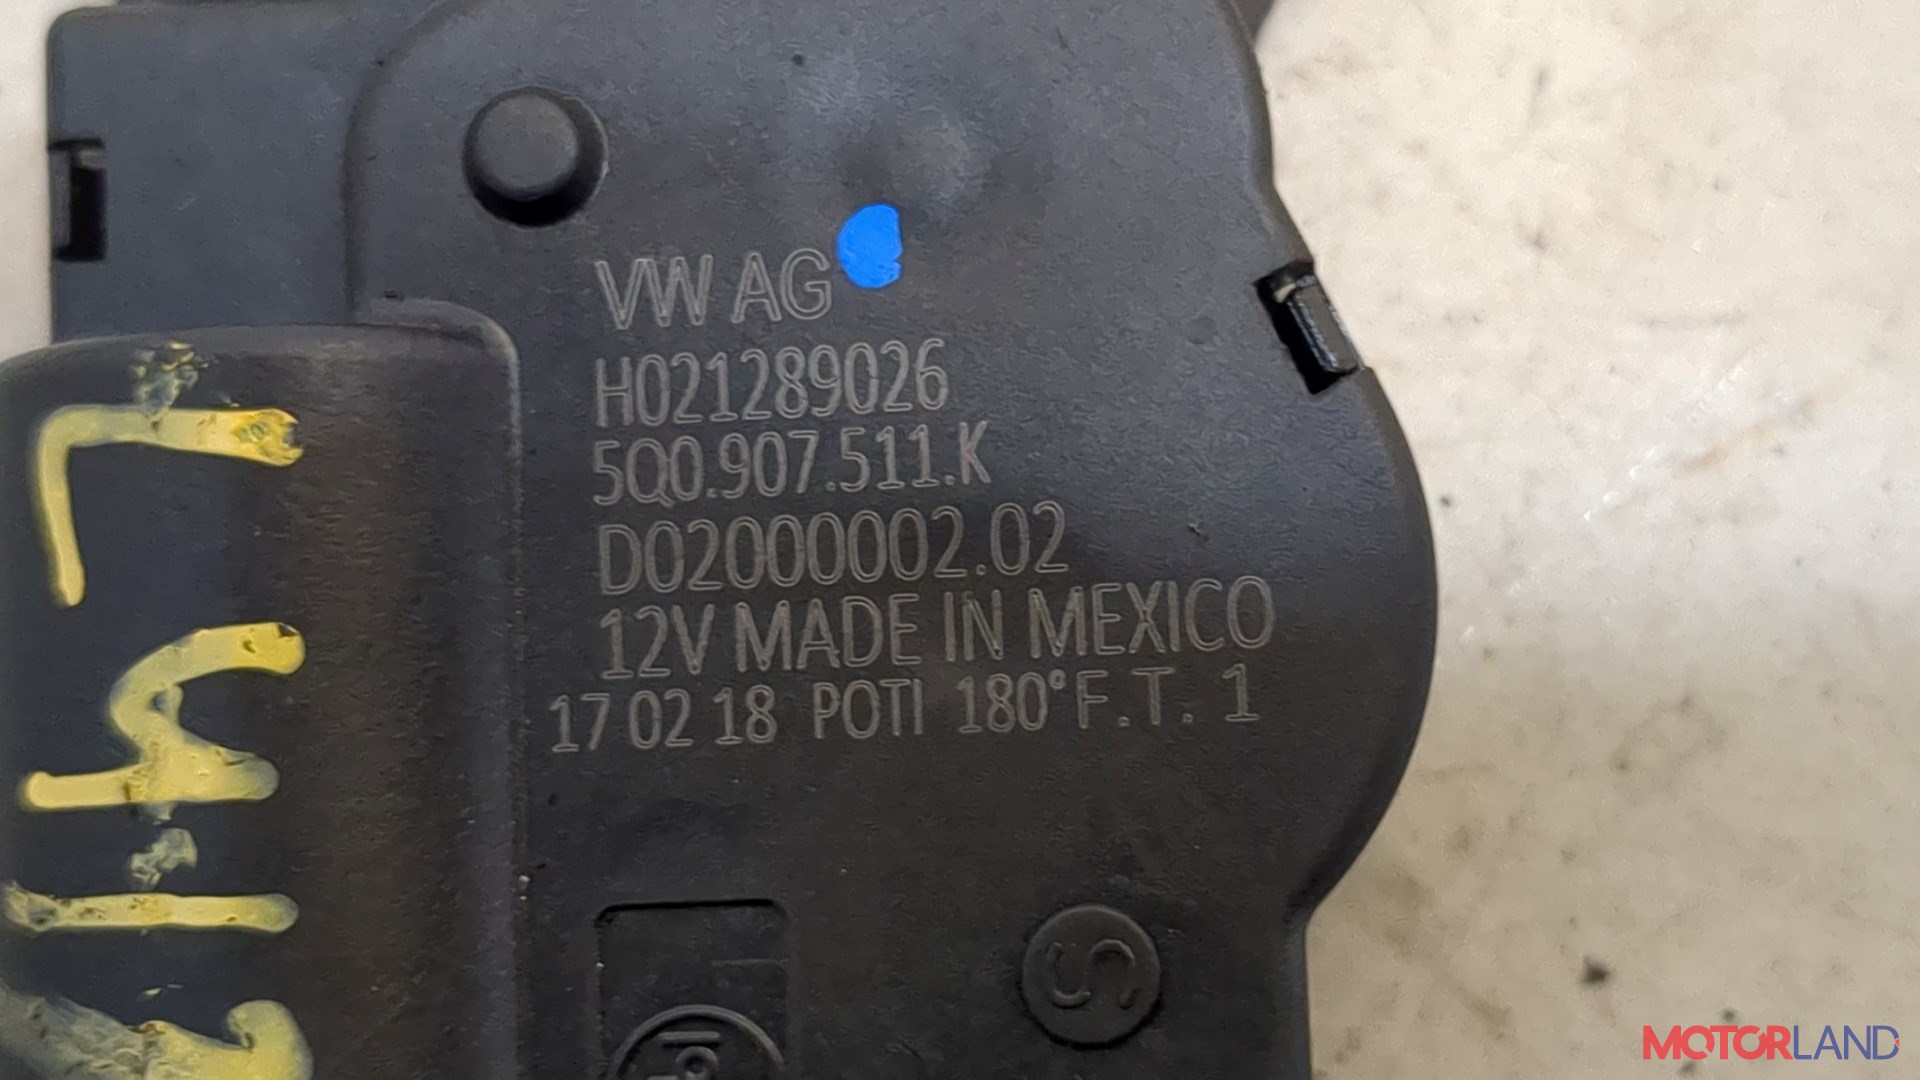 VW AG
H021289026
5Q0.907.511.K
D02000002.02
12V MADE IN MEXICO
17 02 18 POTI 180°F.T. 1
S
MOTORLAND